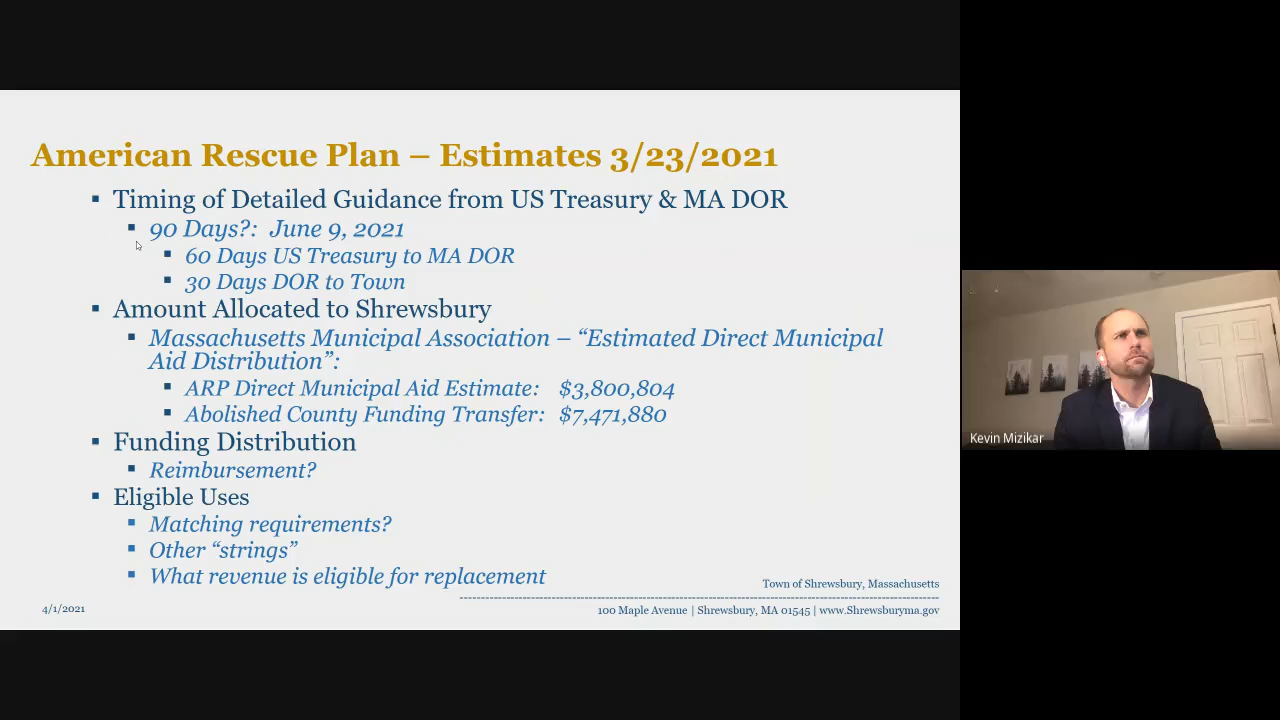 American Rescue Plan – Estimates 3/23/2021
Timing of Detailed Guidance from US Treasury & MA DOR
90 Days?: June 9, 2021
60 Days US Treasury to MA DOR
30 Days DOR to Town
Amount Allocated to Shrewsbury
Massachusetts Municipal Association – “Estimated Direct Municipal
Aid Distribution”:
ARP Direct Municipal Aid Estimate: $3,800,804
Abolished County Funding Transfer: $7,471,880
Funding Distribution
Reimbursement?
Eligible Uses
Matching requirements?
Other “strings”
What revenue is eligible for replacement
Town of Shrewsbury, Massachusetts
4/1/2021
100 Maple Avenue | Shrewsbury, MA 01545 | www.Shrewsburyma.gov
Kevin Mizikar